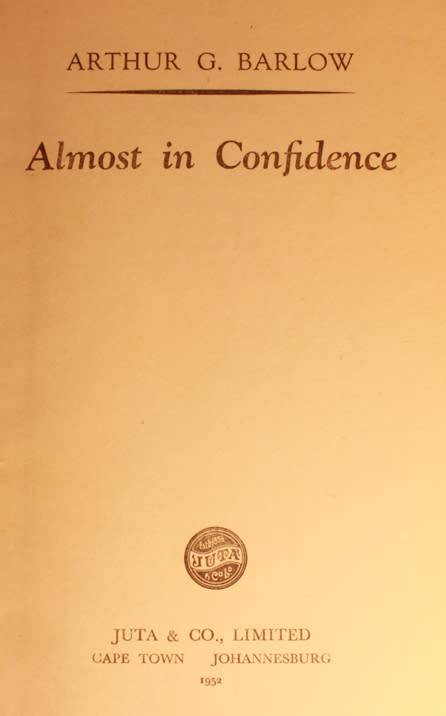 ARTHUR G. BARLOW
Almost in Confidence
JUTA
JUTA & CO., LIMITED
CAPE TOWN JOHANNESBURG
1952